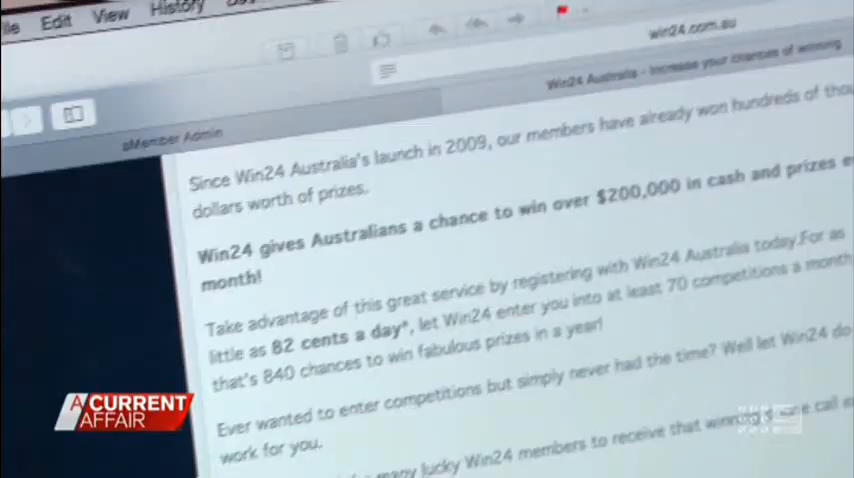 File Edit View History
win24.com.au
Win24 Australia - Increase your chances of winning
aMember Admin
Since Win24 Australia's launch in 2009, our members have already won hundreds of
dollars worth of prizes.
Win24 gives Australians a chance to win over $200,000 in cash and prizes
month!
Take advantage of this great service by registering with Win24 Australia today.For as
little as 82 cents a day*, let Win24 enter you into at least 70 competitions a month
that's 840 chances to win fabulous prizes in a year!
Ever wanted to enter competitions but simply never had the time? Well let Win24 do
work for you.
many lucky Win24 members to receive that winning call
A CURRENT
AFFAIR